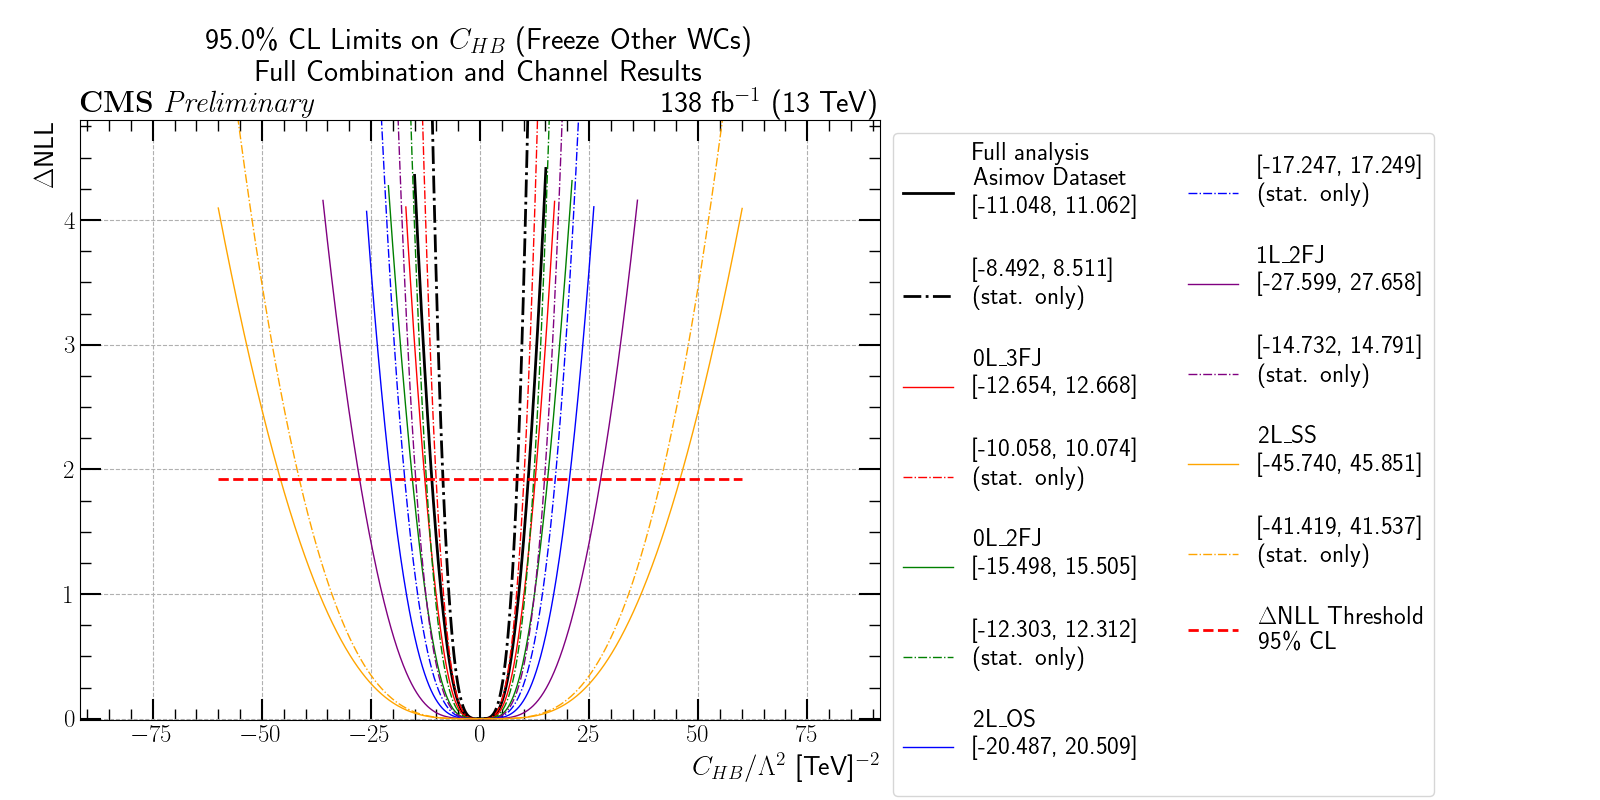 95.0% CL Limits on C_{HB} (Freeze Other WCs)
Full Combination and Channel Results
CMS Preliminary
138 fb^{-1} (13 TeV)
ΔNLL
4
3
2
1
0
−75
−50
−25
0
25
50
75
C_{HB}/Λ^2 [TeV]^{-2}
Full analysis
Asimov Dataset
[-11.048, 11.062]
[-8.492, 8.511]
(stat. only)
0L_3FJ
[-12.654, 12.668]
[-10.058, 10.074]
(stat. only)
0L_2FJ
[-15.498, 15.505]
[-12.303, 12.312]
(stat. only)
2L_OS
[-20.487, 20.509]
[-17.247, 17.249]
(stat. only)
1L_2FJ
[-27.599, 27.658]
[-14.732, 14.791]
(stat. only)
2L_SS
[-45.740, 45.851]
[-41.419, 41.537]
(stat. only)
ΔNLL Threshold
95% CL